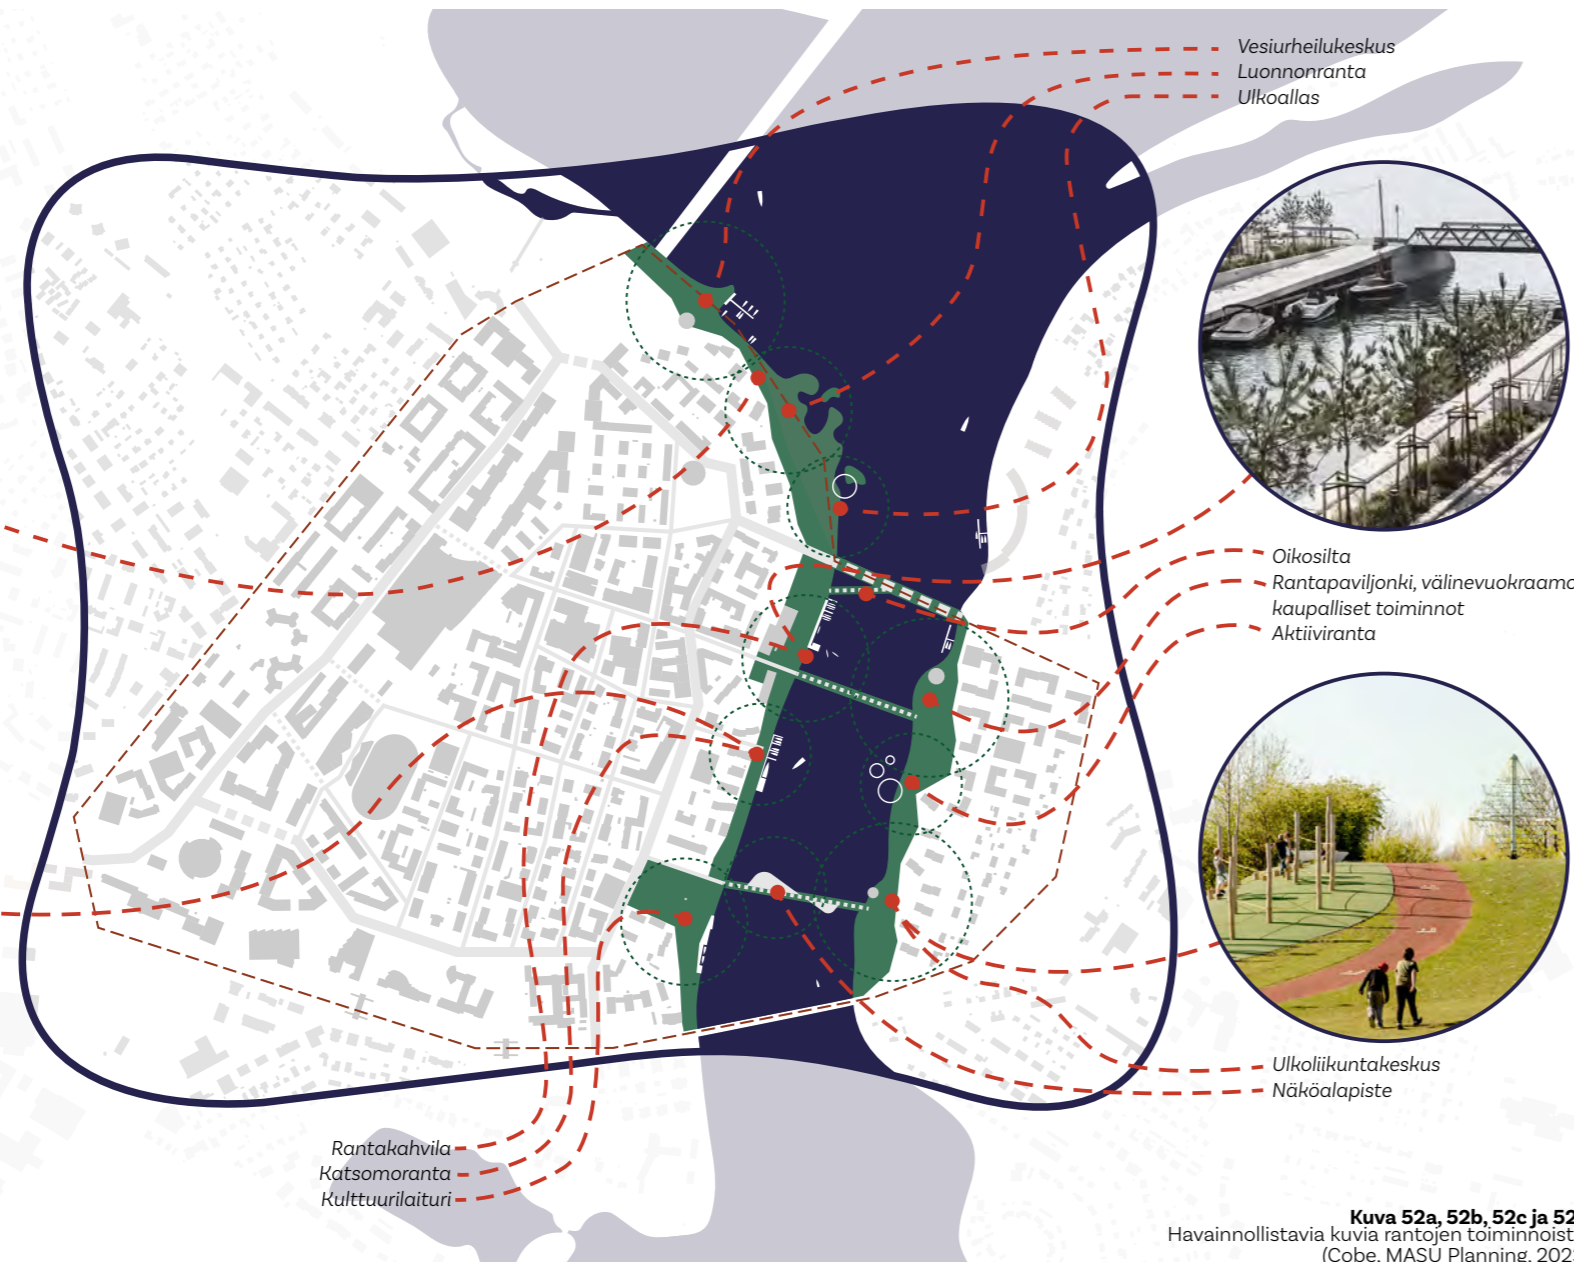 Vesiurheilukeskus
Luonnonranta
Ulkoallas
Oikosilta
Rantapaviljonki, välinevuokraamo
kaupalliset toiminnot
Aktiiviranta
Ulkoliikuntakeskus
Näköalapiste
Rantakahvila
Katsomoranta
Kulttuurilaituri
Kuva 52a, 52b, 52c ja 52
Havainnollistavia kuvia rantojen toiminnoist
(Cobe, MASU Planning, 202